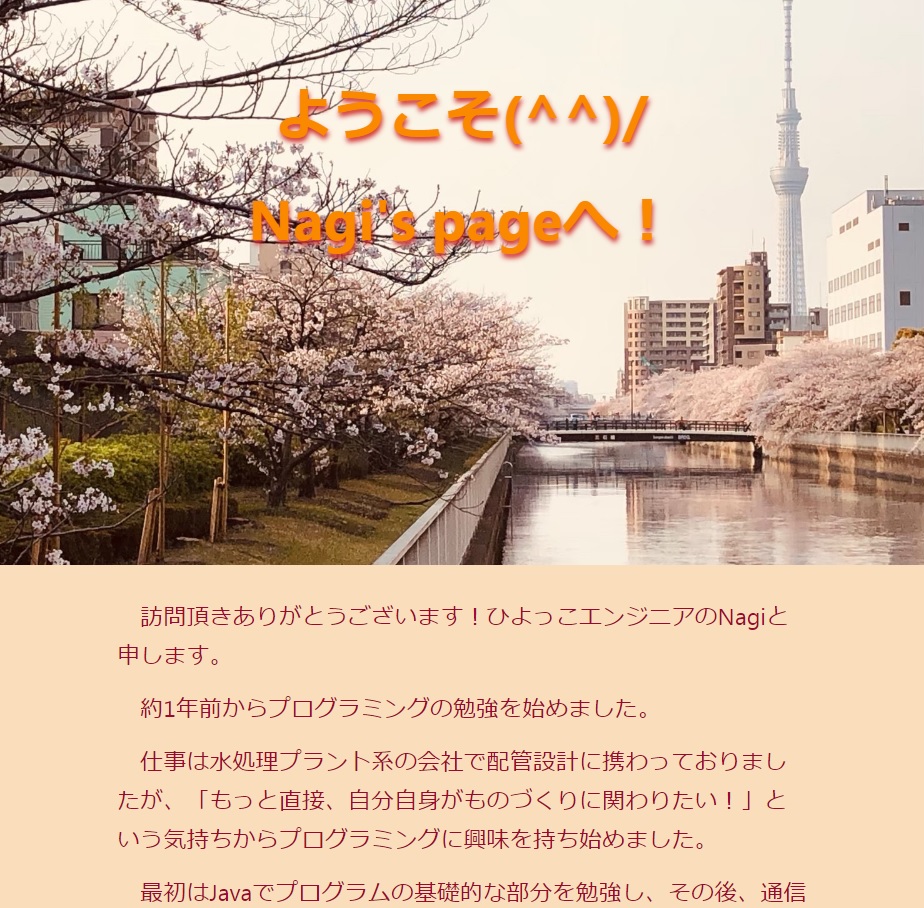 ようこそ(^^)/
Nagi's pageへ！
訪問頂きありがとうございます！ひよっこエンジニアのNagiと
申します。
約1年前からプログラミングの勉強を始めました。
仕事は水処理プラント系の会社で配管設計に携わっておりまし
たが、「もっと直接、自分自身がものづくりに関わりたい！」と
いう気持ちからプログラミングに興味を持ち始めました。
最初はJavaでプログラムの基礎的な部分を勉強し、その後、通信